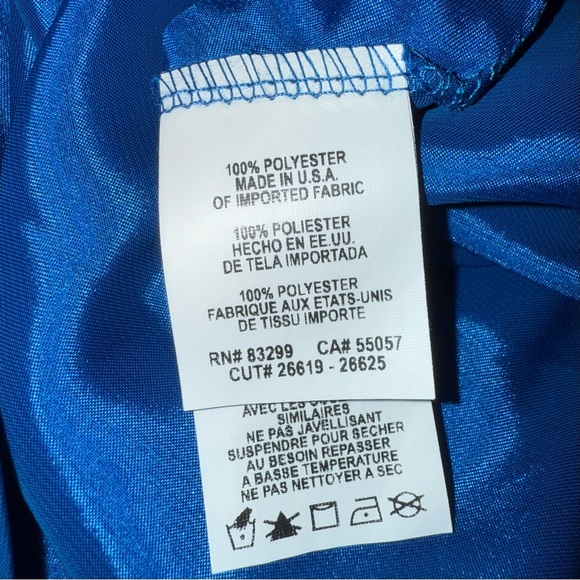 100% POLYESTER
MADE IN U.S.A.
OF IMPORTED FABRIC
100% POLIESTER
HECHO EN EE.UU.
DE TELA IMPORTADA
100% POLYESTER
FABRIQUE AUX ETATS-UNIS
DE TISSU IMPORTE
RN# 83299 CA# 55057
CUT# 26619 - 26625
AVEC LES
SIMILAIRES
NE PAS JAVELLISANT
SUSPENDRE POUR SECHER
AU BESOIN REPASSER
A BASSE TEMPERATURE
NE PAS NETTOYER A SEC